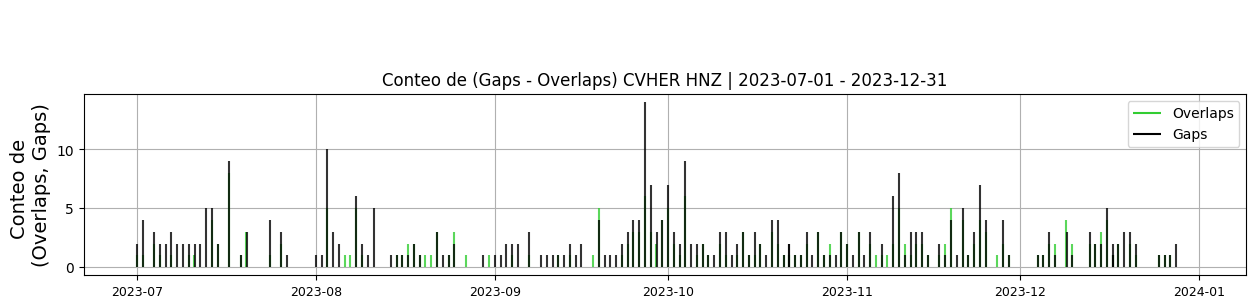 Conteo de (Gaps - Overlaps) CVHER HNZ | 2023-07-01 - 2023-12-31
Conteo de
(Overlaps, Gaps)
10
5
0
Overlaps
Gaps
2023-07
2023-08
2023-09
2023-10
2023-11
2023-12
2024-01